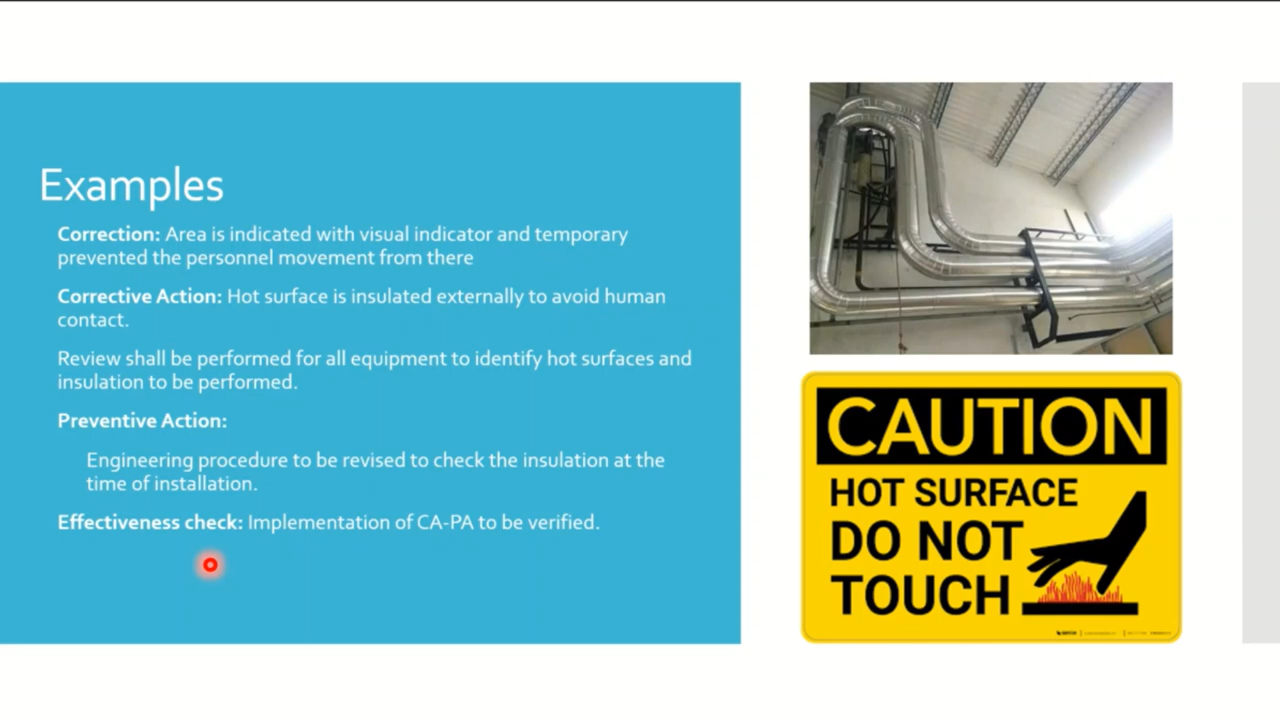 Examples
Correction: Area is indicated with visual indicator and temporary
prevented the personnel movement from there
Corrective Action: Hot surface is insulated externally to avoid human
contact.
Review shall be performed for all equipment to identify hot surfaces and
insulation to be performed.
Preventive Action:
Engineering procedure to be revised to check the insulation at the
time of installation.
Effectiveness check: Implementation of CA-PA to be verified.
CAUTION
HOT SURFACE
DO NOT
TOUCH